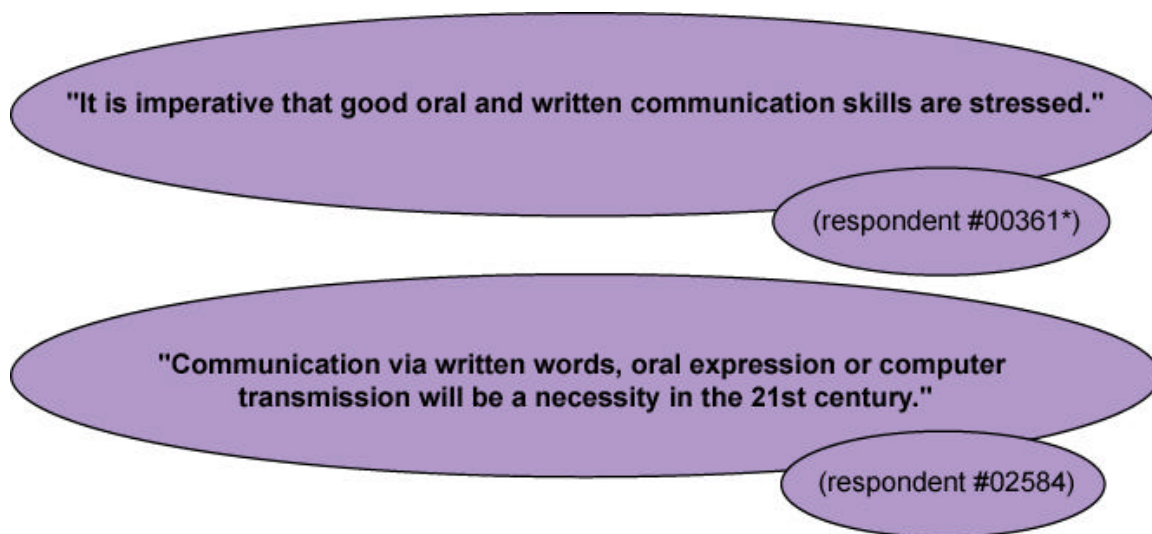 "It is imperative that good oral and written communication skills are stressed."
(respondent #00361*)
"Communication via written words, oral expression or computer
transmission will be a necessity in the 21st century."
(respondent #02584)